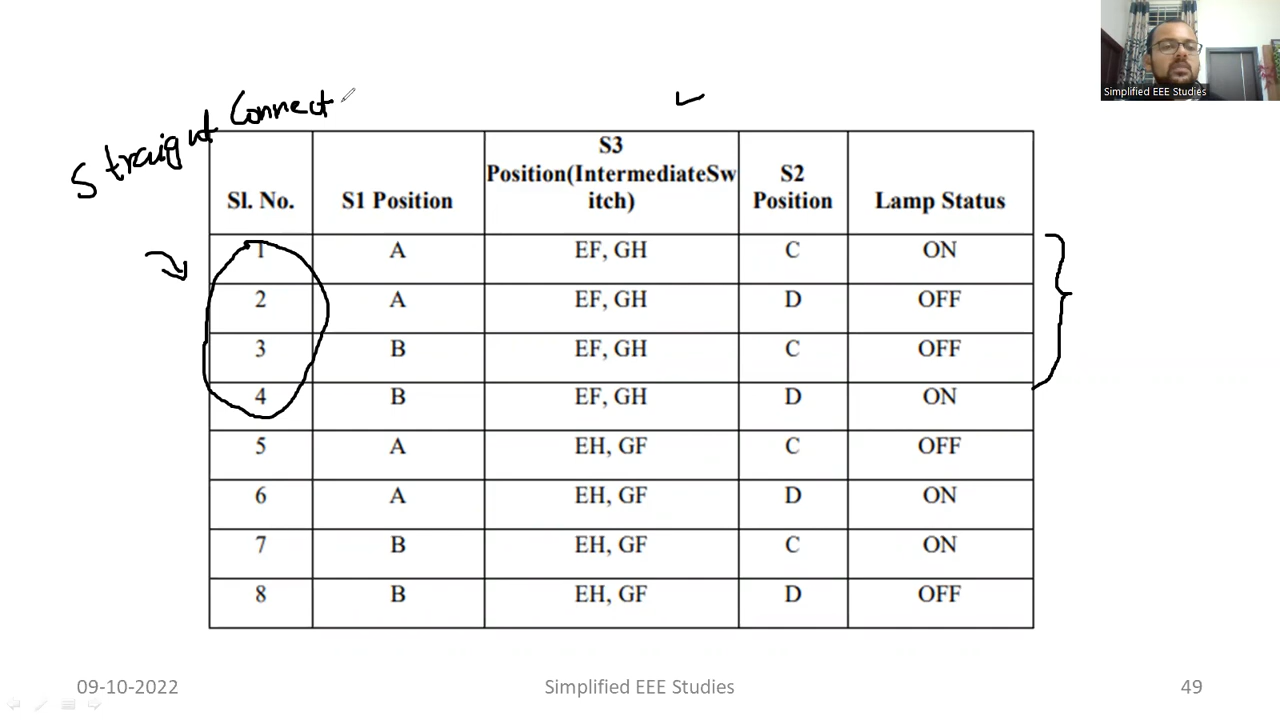 Simplified EEE Studies
Straight Connect
Sl. No. S1 Position S3 Position(IntermediateSwitch) S2 Position Lamp Status
1 A EF, GH C ON
2 A EF, GH D OFF
3 B EF, GH C OFF
4 B EF, GH D ON
5 A EH, GF C OFF
6 A EH, GF D ON
7 B EH, GF C ON
8 B EH, GF D OFF
09-10-2022 Simplified EEE Studies 49